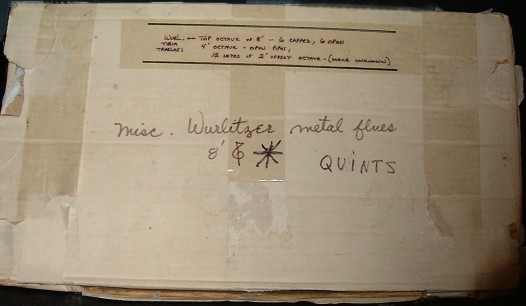 WURL. — TOP OCTAVE OF 8' - 6 CAPPED, 6 OPEN
TIBIA 4' OCTAVE - OPEN PIPES,
TREBLES 12 NOTES OF 2' OFFSET OCTAVE - (MAKE UNKNOWN)
Misc. Wurlitzer metal flues
8' & * QUINTS